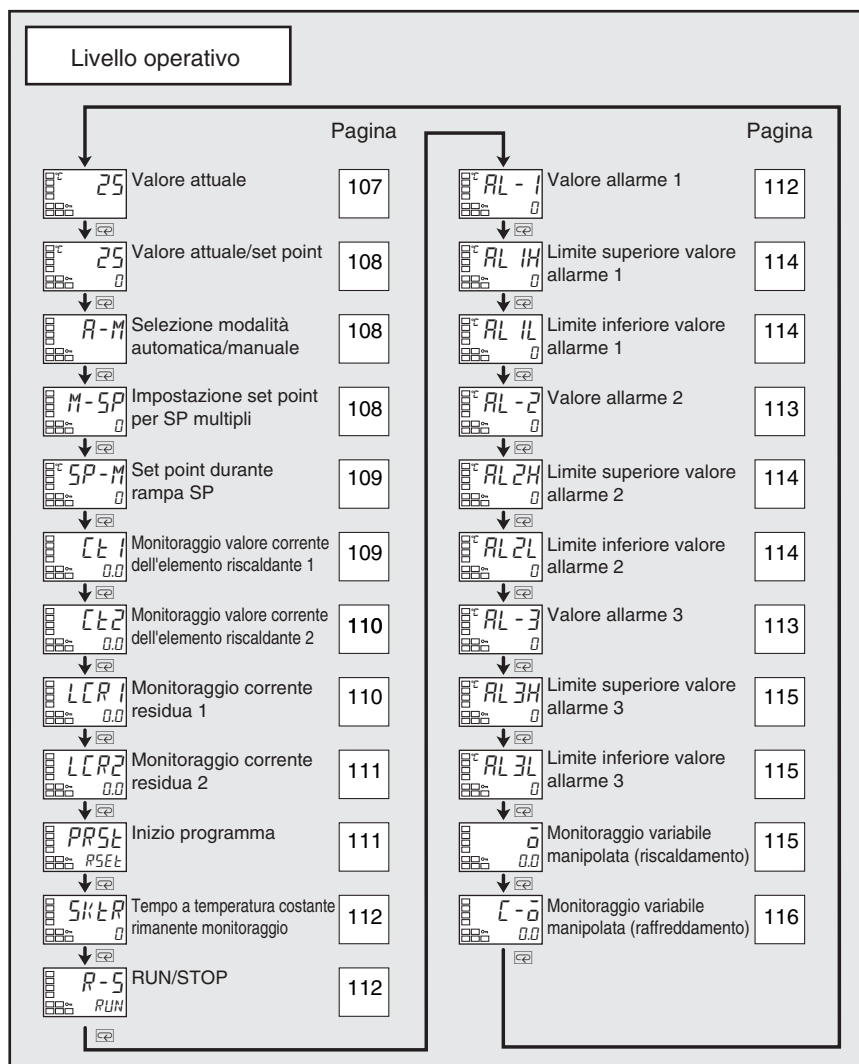 Livello operativo
Pagina
25
Valore attuale
107
25
0
Valore attuale/set point
108
A-M
Selezione modalità
automatica/manuale
108
M-SP
0
Impostazione set point
per SP multipli
108
SP-M
0
Set point durante
rampa SP
109
Ct1
0.0
Monitoraggio valore corrente
dell'elemento riscaldante 1
109
Ct2
0.0
Monitoraggio valore corrente
dell'elemento riscaldante 2
110
LCR1
0.0
Monitoraggio corrente
residua 1
110
LCR2
0.0
Monitoraggio corrente
residua 2
111
PRSt
RSEt
Inizio programma
111
SKtR
0
Tempo a temperatura costante
rimanente monitoraggio
112
R-S
RUN
RUN/STOP
112
Pagina
°C
AL-1
0
Valore allarme 1
112
°C
AL1H
0
Limite superiore valore
allarme 1
114
°C
AL1L
0
Limite inferiore valore
allarme 1
114
°C
AL-2
0
Valore allarme 2
113
°C
AL2H
0
Limite superiore valore
allarme 2
114
°C
AL2L
0
Limite inferiore valore
allarme 2
114
°C
AL-3
0
Valore allarme 3
113
°C
AL3H
0
Limite superiore valore
allarme 3
115
°C
AL3L
0
Limite inferiore valore
allarme 3
115
o
0.0
Monitoraggio variabile
manipolata (riscaldamento)
115
C-o
0.0
Monitoraggio variabile
manipolata (raffreddamento)
116